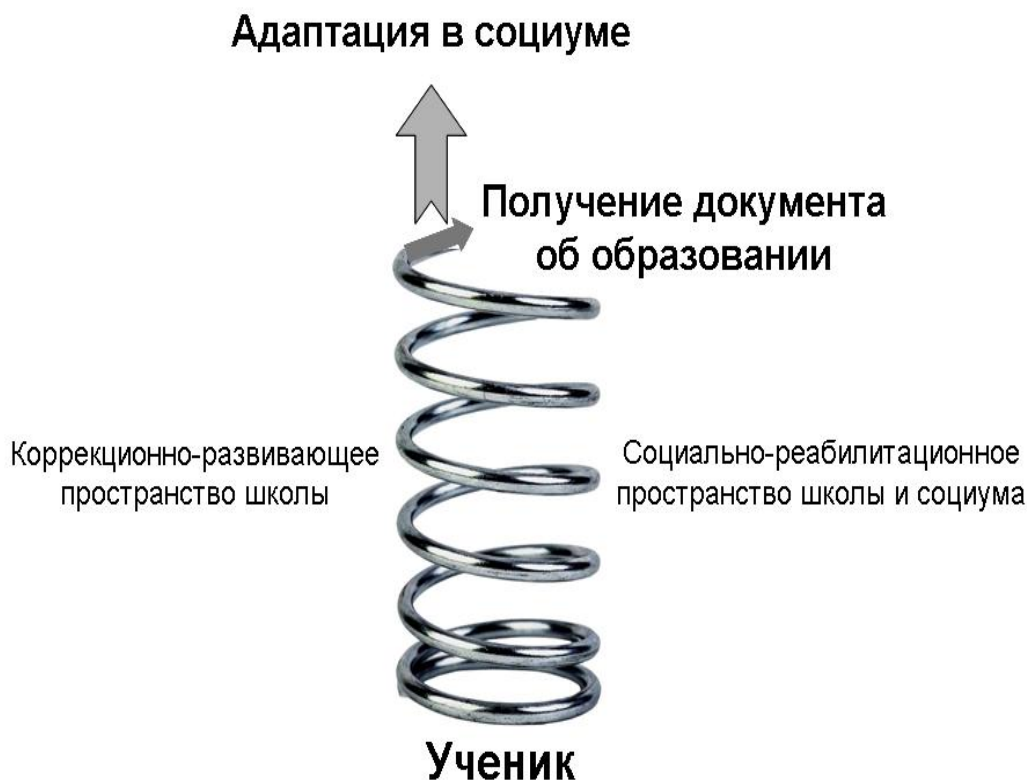 Адаптация в социуме
Получение документа
об образовании
Коррекционно-развивающее
пространство школы
Социально-реабилитационное
пространство школы и социума
Ученик